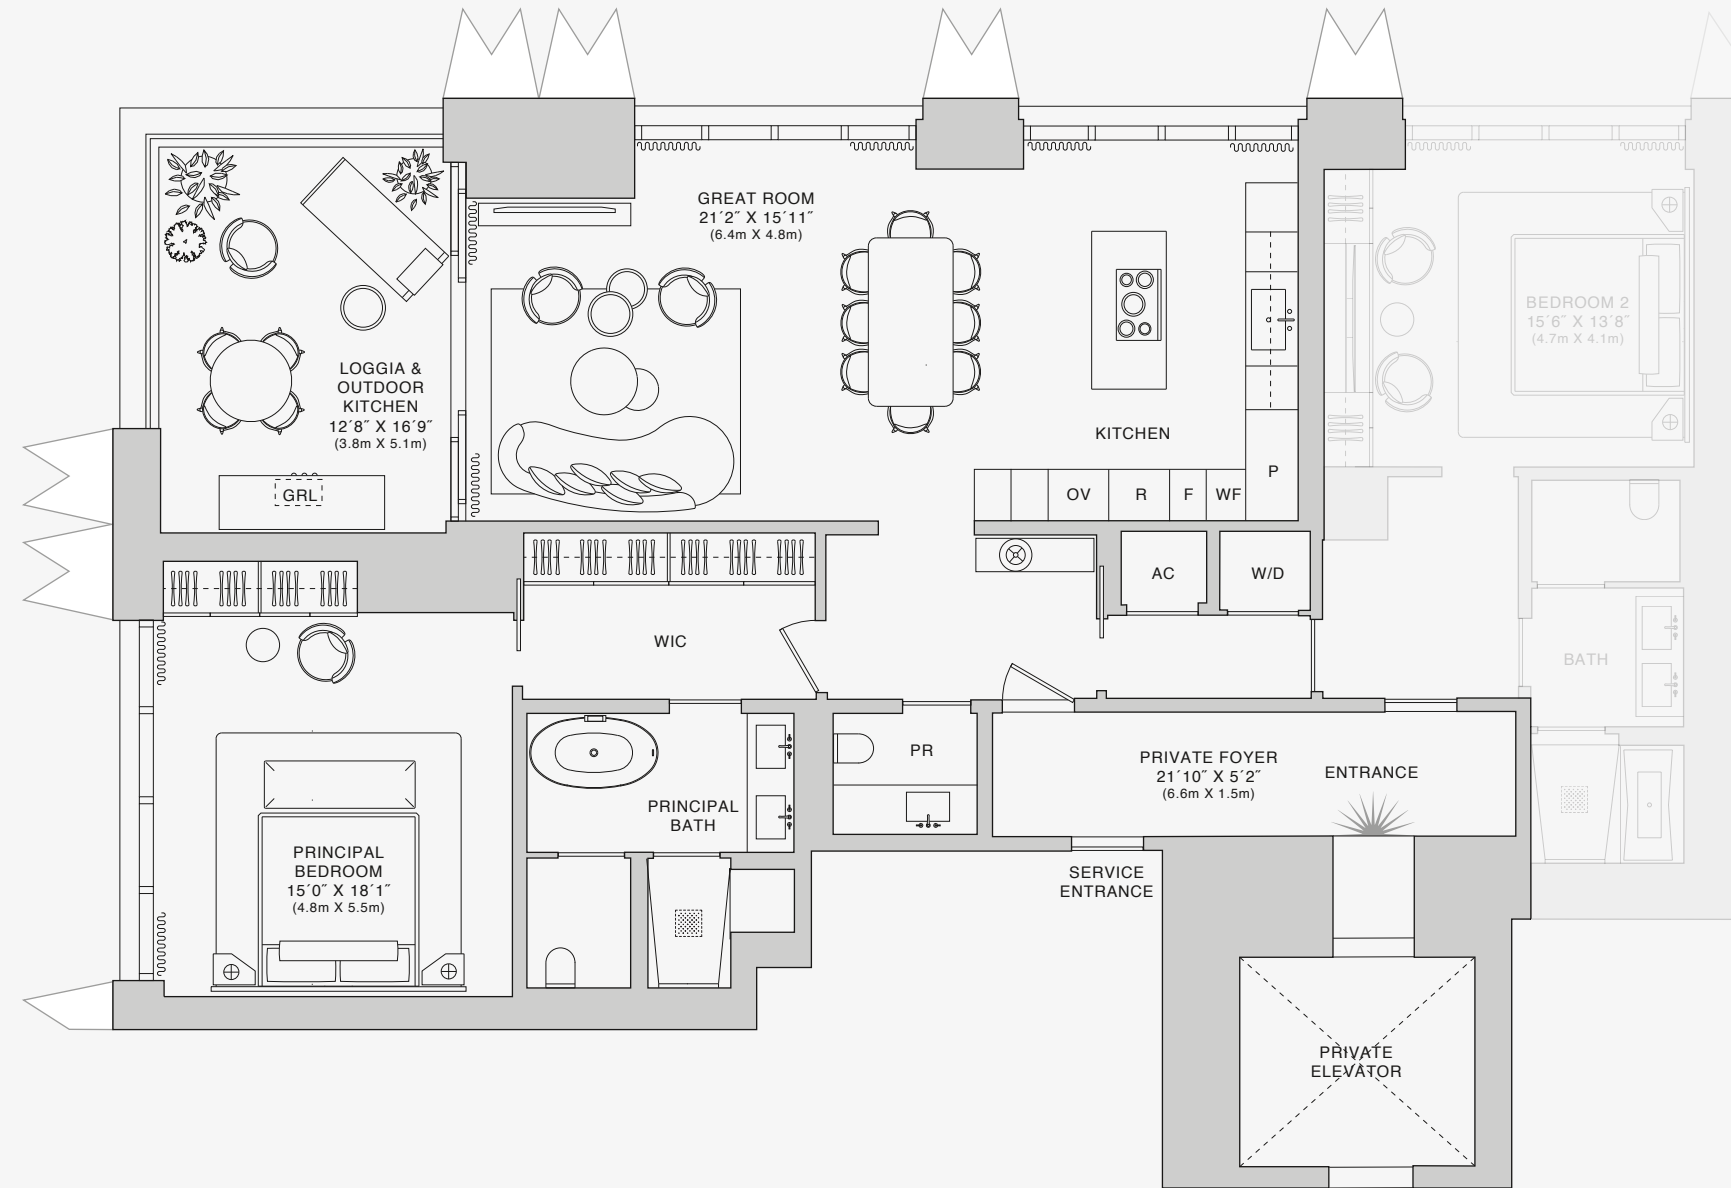 GREAT ROOM
21´2˝ X 15´11˝
(6.4m X 4.8m)
LOGGIA &
OUTDOOR
KITCHEN
12´8˝ X 16´9˝
(3.8m X 5.1m)
GRL
KITCHEN
OV
R
F
WF
P
BEDROOM 2
15´6˝ X 13´8˝
(4.7m X 4.1m)
AC
W/D
WIC
BATH
PRINCIPAL
BATH
PR
PRIVATE FOYER
21´10˝ X 5´2˝
(6.6m X 1.5m)
ENTRANCE
PRINCIPAL
BEDROOM
15´0˝ X 18´1˝
(4.8m X 5.5m)
SERVICE
ENTRANCE
PRIVATE
ELEVATOR